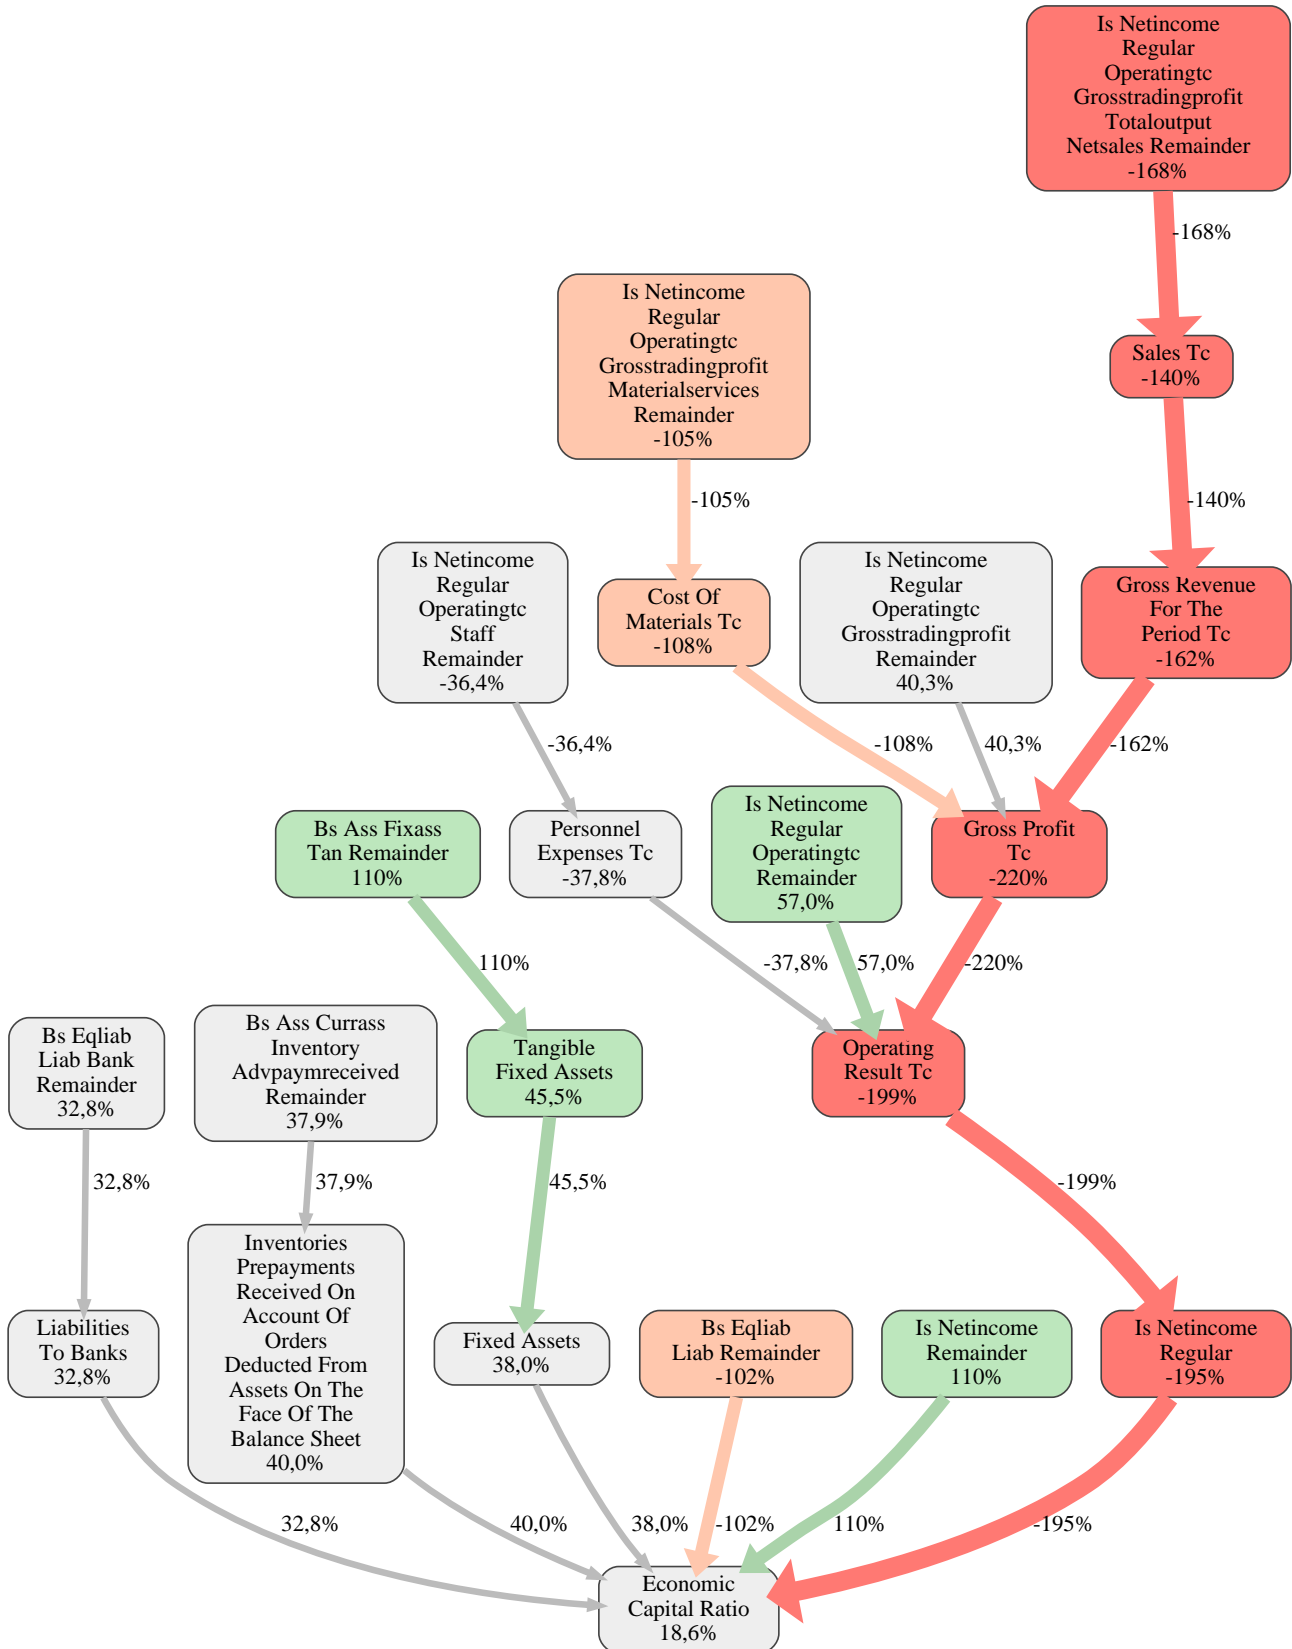 Is Netincome
Regular
Operatingtc
Grosstradingprofit
Totaloutput
Netsales Remainder
-168%
-168%
Is Netincome
Regular
Operatingtc
Grosstradingprofit
Materialservices
Remainder
-105%
Sales Tc
-140%
-105%
-140%
Is Netincome
Regular
Operatingtc
Staff
Remainder
-36,4%
Cost Of
Materials Tc
-108%
Is Netincome
Regular
Operatingtc
Grosstradingprofit
Remainder
40,3%
Gross Revenue
For The
Period Tc
-162%
-36,4%
-108%
40,3%
-162%
Bs Ass Fixass
Tan Remainder
110%
Personnel
Expenses Tc
-37,8%
Is Netincome
Regular
Operatingtc
Remainder
57,0%
Gross Profit
Tc
-220%
110%
-37,8%
57,0%
-220%
Bs Eqliab
Liab Bank
Remainder
32,8%
Bs Ass Currass
Inventory
Advpaymreceived
Remainder
37,9%
Tangible
Fixed Assets
45,5%
Operating
Result Tc
-199%
32,8%
37,9%
45,5%
-199%
Liabilities
To Banks
32,8%
Inventories
Prepayments
Received On
Account Of
Orders
Deducted From
Assets On The
Face Of The
Balance Sheet
40,0%
Fixed Assets
38,0%
Bs Eqliab
Liab Remainder
-102%
Is Netincome
Remainder
110%
Is Netincome
Regular
-195%
32,8%
40,0%
38,0%
-102%
110%
-195%
Economic
Capital Ratio
18,6%